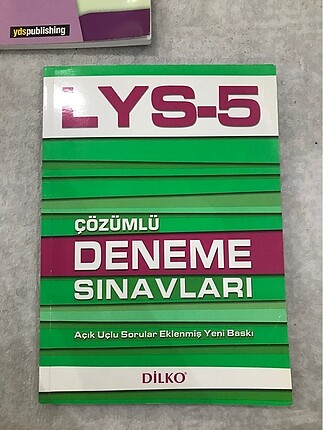 ydspublishing
LYS-5
ÇÖZÜMLÜ
DENEME
SINAVLARI
Açık Uçlu Sorular Eklenmiş Yeni Baskı
DİLKO